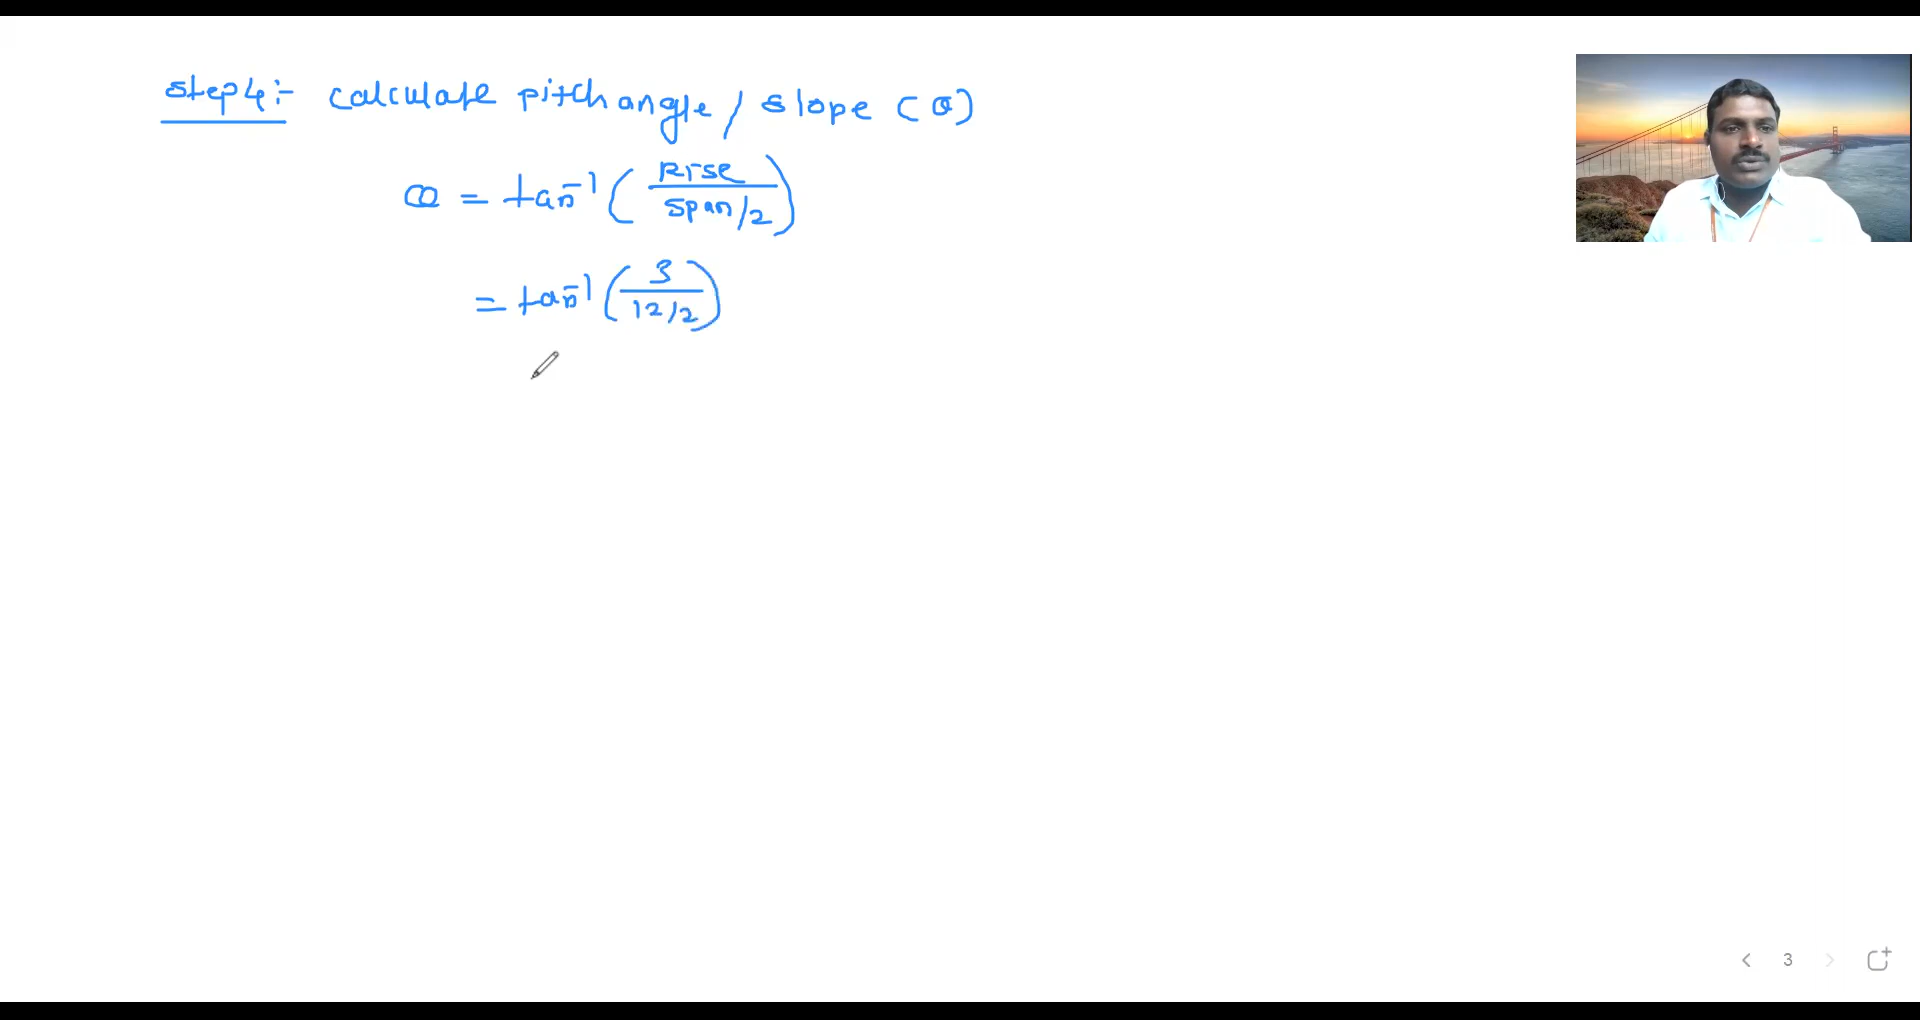 Step4:- calculate pitch angle / slope (θ)
θ = tan⁻¹ ( Rise / span/2 )
= tan⁻¹ ( 3 / 12/2 )
3